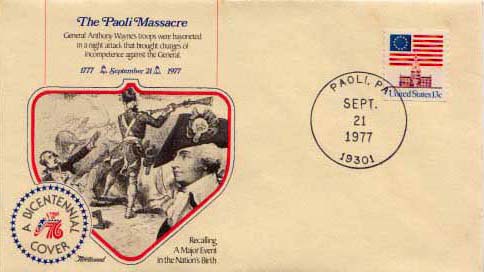 The Paoli Massacre
General Anthony Wayne's troops were bayoneted
in a night attack that brought charges of
incompetence against the General.
1777 September 21 1977
A BICENTENNIAL
76
COVER
Fleetwood
Recalling
A Major Event
in the Nation's Birth
United States 13c
PAOLI, PA
SEPT.
21
1977
19301